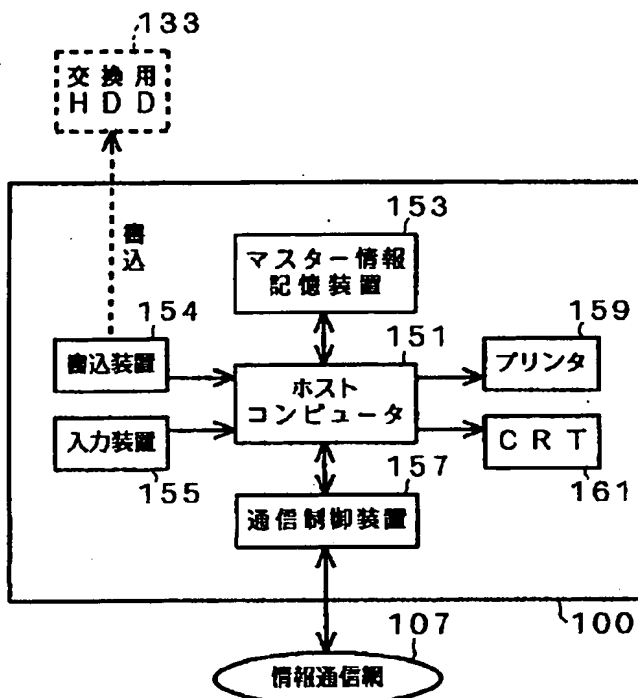 133
交換用
HDD
書込
153
マスター情報
記憶装置
154
書込装置
151
ホスト
コンピュータ
159
プリンタ
入力装置
155
CRT
161
157
通信制御装置
100
107
情報通信網